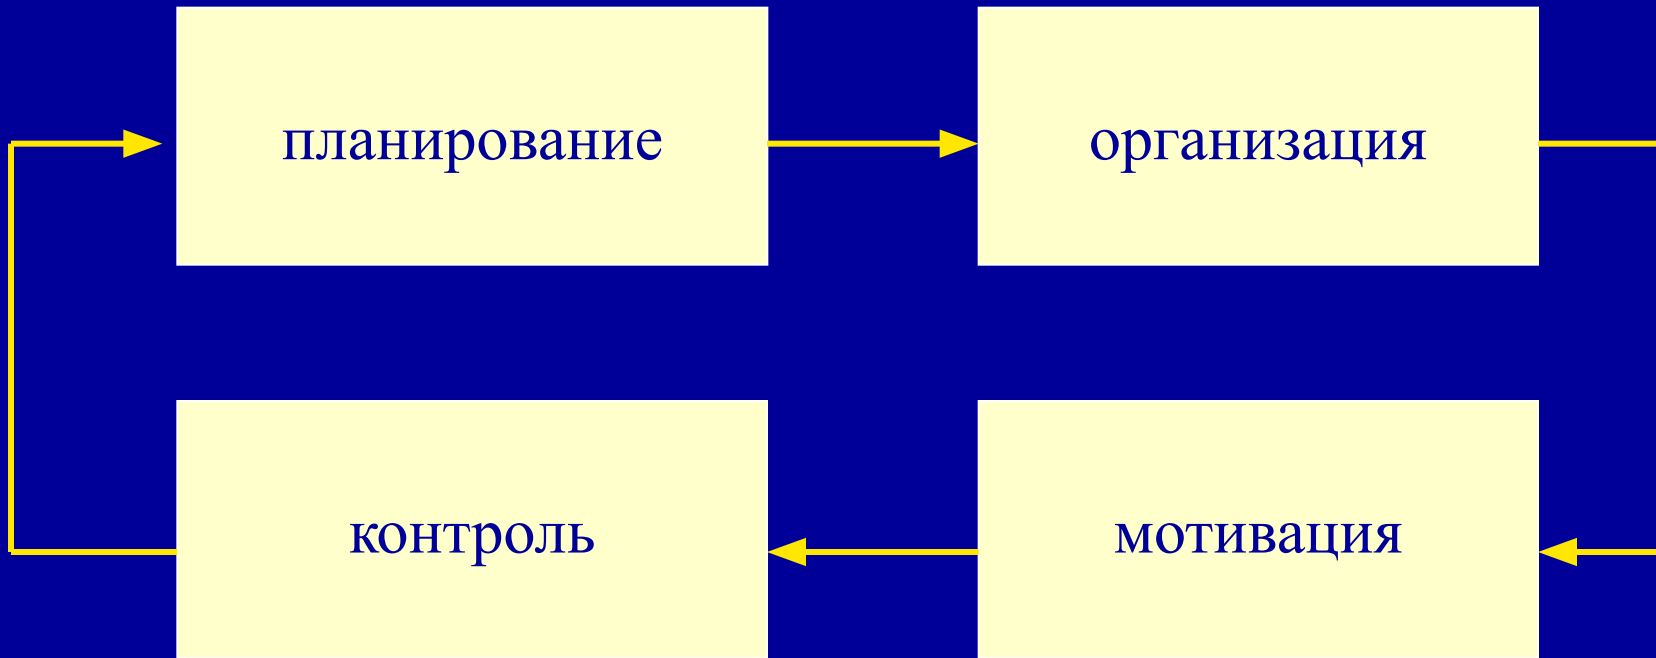 планирование
организация
контроль
мотивация